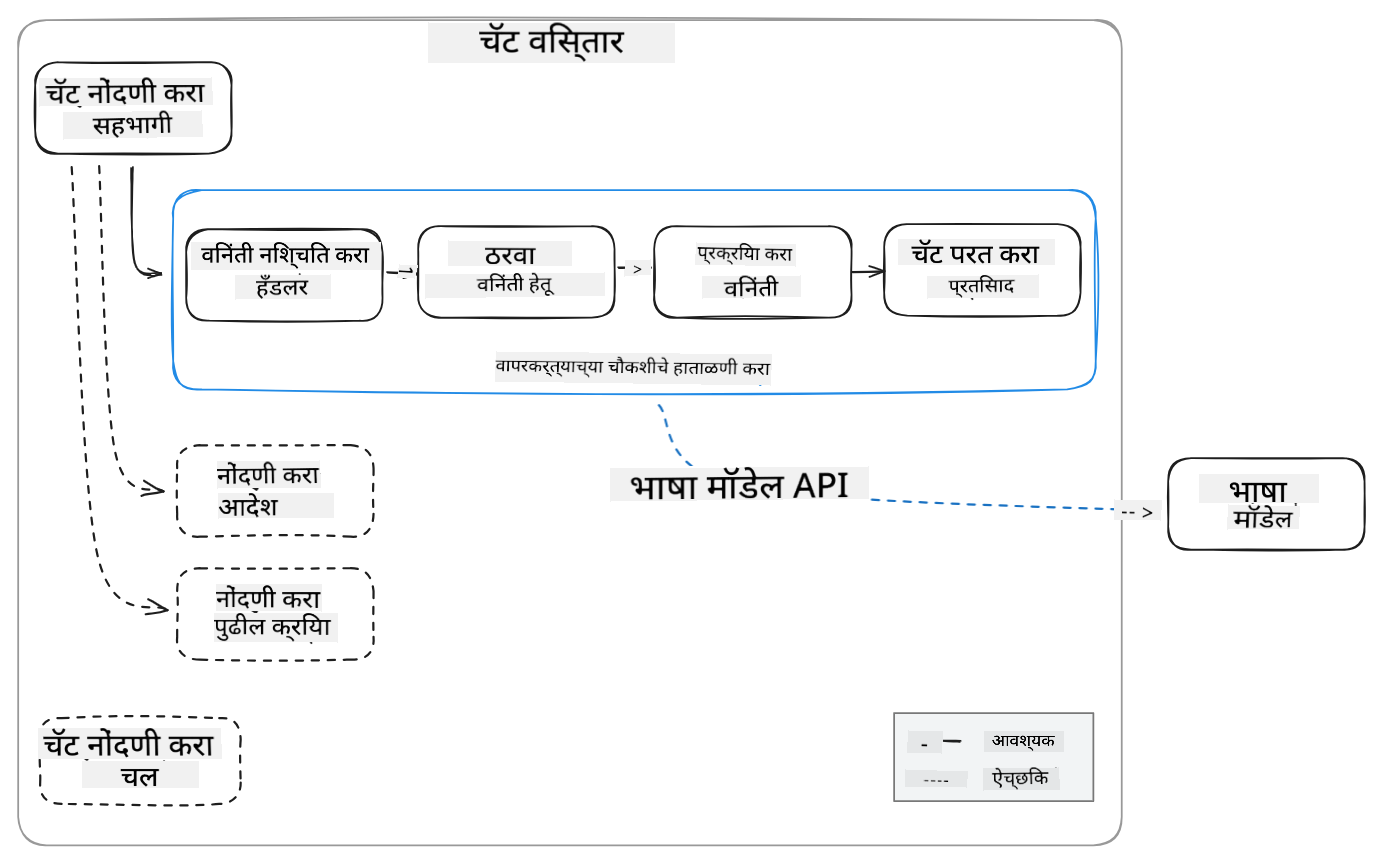 चॅट विस्तार
चॅट नोंदणी करा
सहभागी
विनंती निश्चित करा
हँडलर
ठरवा
विनंती हेतू
>
प्रक्रिया करा
विनंती
चॅट परत करा
प्रतिसाद
वापरकर्त्याच्या चौकशीचे हाताळणी करा
नोंदणी करा
आदेश
भाषा मॉडेल API
-- >
भाषा
मॉडेल
नोंदणी करा
पुढील क्रिया
चॅट नोंदणी करा
चल
- आवश्यक
---- ऐच्छिक